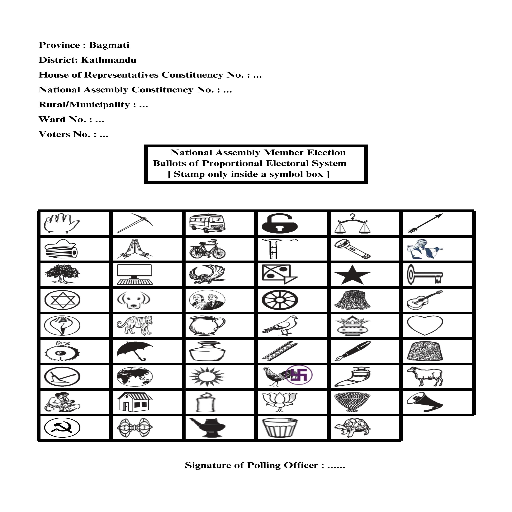 Province : Bagmati
District: Kathmandu
House of Representatives Constituency No. : ...
National Assembly Constituency No. : ...
Rural/Municipality : ...
Ward No. : ...
Voters No. : ...
National Assembly Member Election
Ballots of Proportional Electoral System
[ Stamp only inside a symbol box ]
Signature of Polling Officer : ......